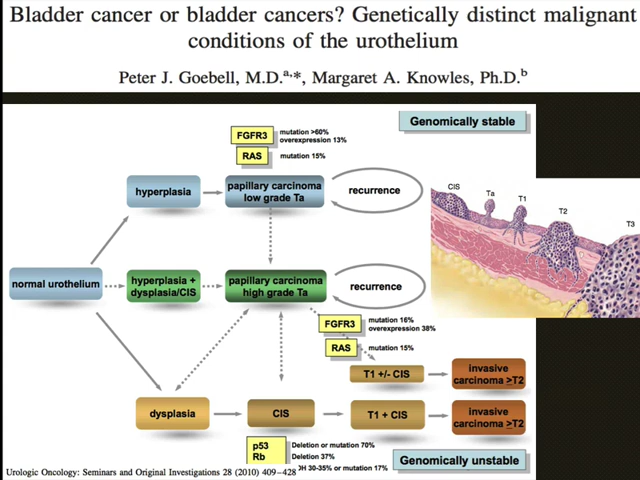 Bladder cancer or bladder cancers? Genetically distinct malignant
conditions of the urothelium
Peter J. Goebell, M.D.ᵃ,*, Margaret A. Knowles, Ph.D.ᵇ
Genomically stable
FGFR3
mutation >60%
overexpression 13%
RAS
mutation 15%
hyperplasia
papillary carcinoma
low grade Ta
recurrence
CIS
Ta
T1
T2
T3
normal urothelium
hyperplasia +
dysplasia/CIS
papillary carcinoma
high grade Ta
recurrence
FGFR3
mutation 16%
overexpression 38%
RAS
mutation 15%
T1 +/- CIS
invasive
carcinoma >T2
dysplasia
CIS
T1 + CIS
invasive
carcinoma >T2
p53
Deletion or mutation 70%
Rb
Deletion 37%
OH 30-35% or mutation 17%
Genomically unstable
Urologic Oncology: Seminars and Original Investigations 28 (2010) 409–428